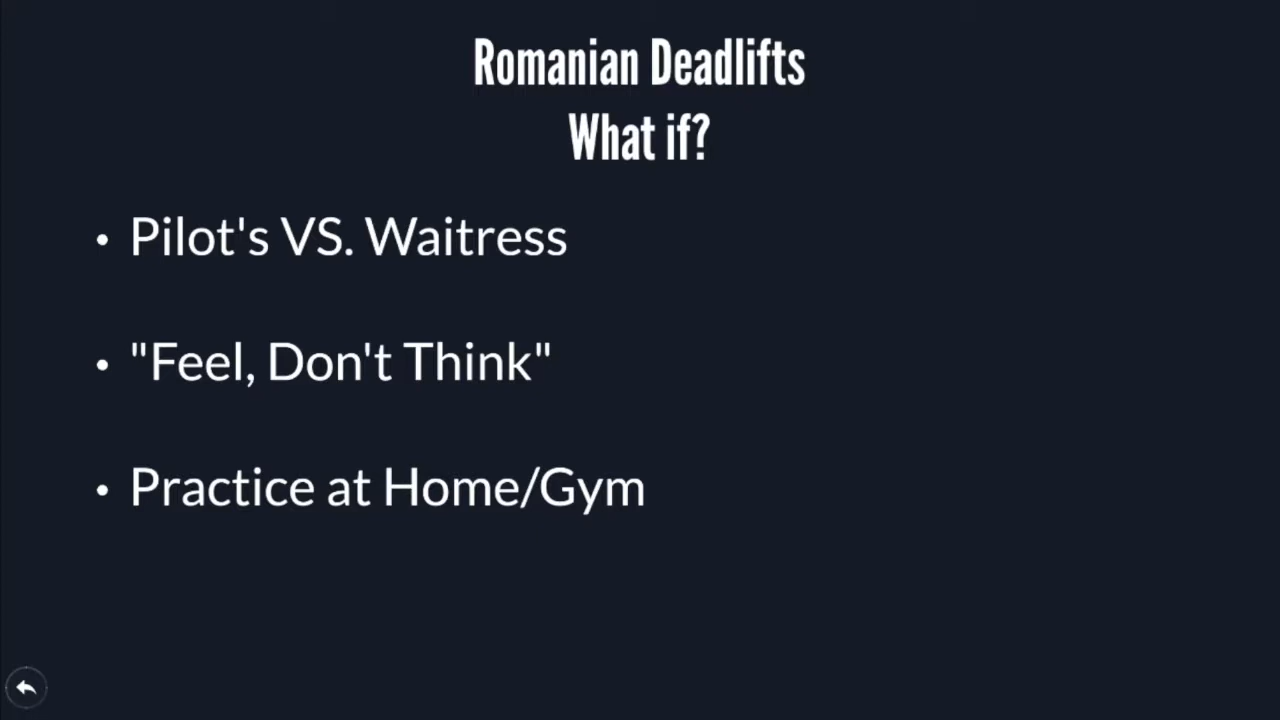 Romanian Deadlifts
What if?
• Pilot's VS. Waitress
• "Feel, Don't Think"
• Practice at Home/Gym